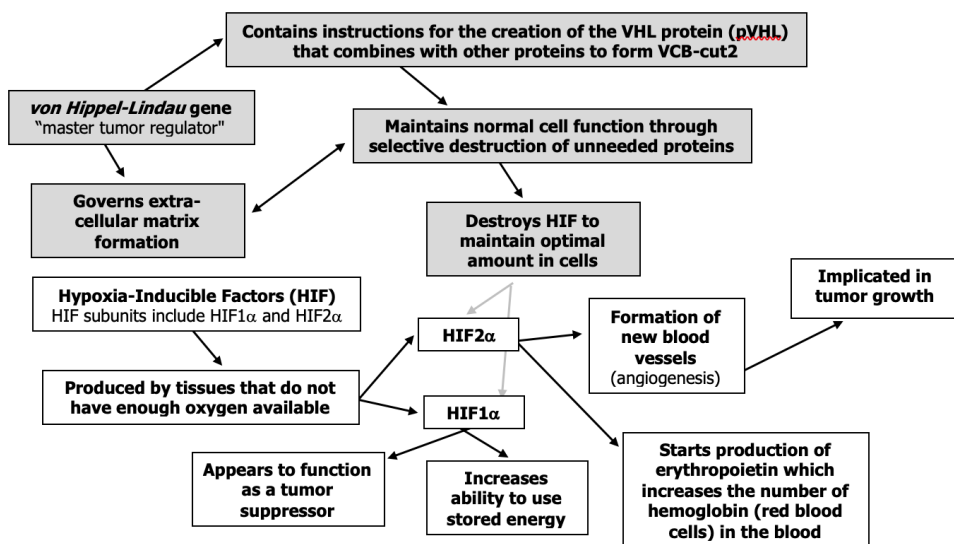 Contains instructions for the creation of the VHL protein (pVHL)
that combines with other proteins to form VCB-cut2
von Hippel-Lindau gene
“master tumor regulator"
Maintains normal cell function through
selective destruction of unneeded proteins
Governs extra-
cellular matrix
formation
Destroys HIF to
maintain optimal
amount in cells
Hypoxia-Inducible Factors (HIF)
HIF subunits include HIF1α and HIF2α
Implicated in
tumor growth
HIF2α
Formation of
new blood
vessels
(angiogenesis)
Produced by tissues that do not
have enough oxygen available
HIF1α
Appears to function
as a tumor
suppressor
Increases
ability to use
stored energy
Starts production of
erythropoietin which
increases the number of
hemoglobin (red blood
cells) in the blood